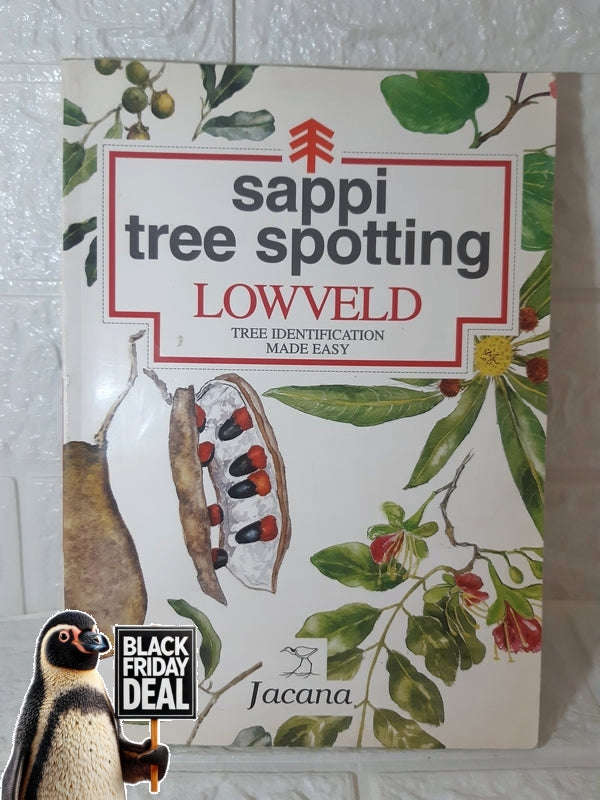 sappi
tree spotting
LOWVELD
TREE IDENTIFICATION
MADE EASY
Jacana
BLACK
FRIDAY
DEAL